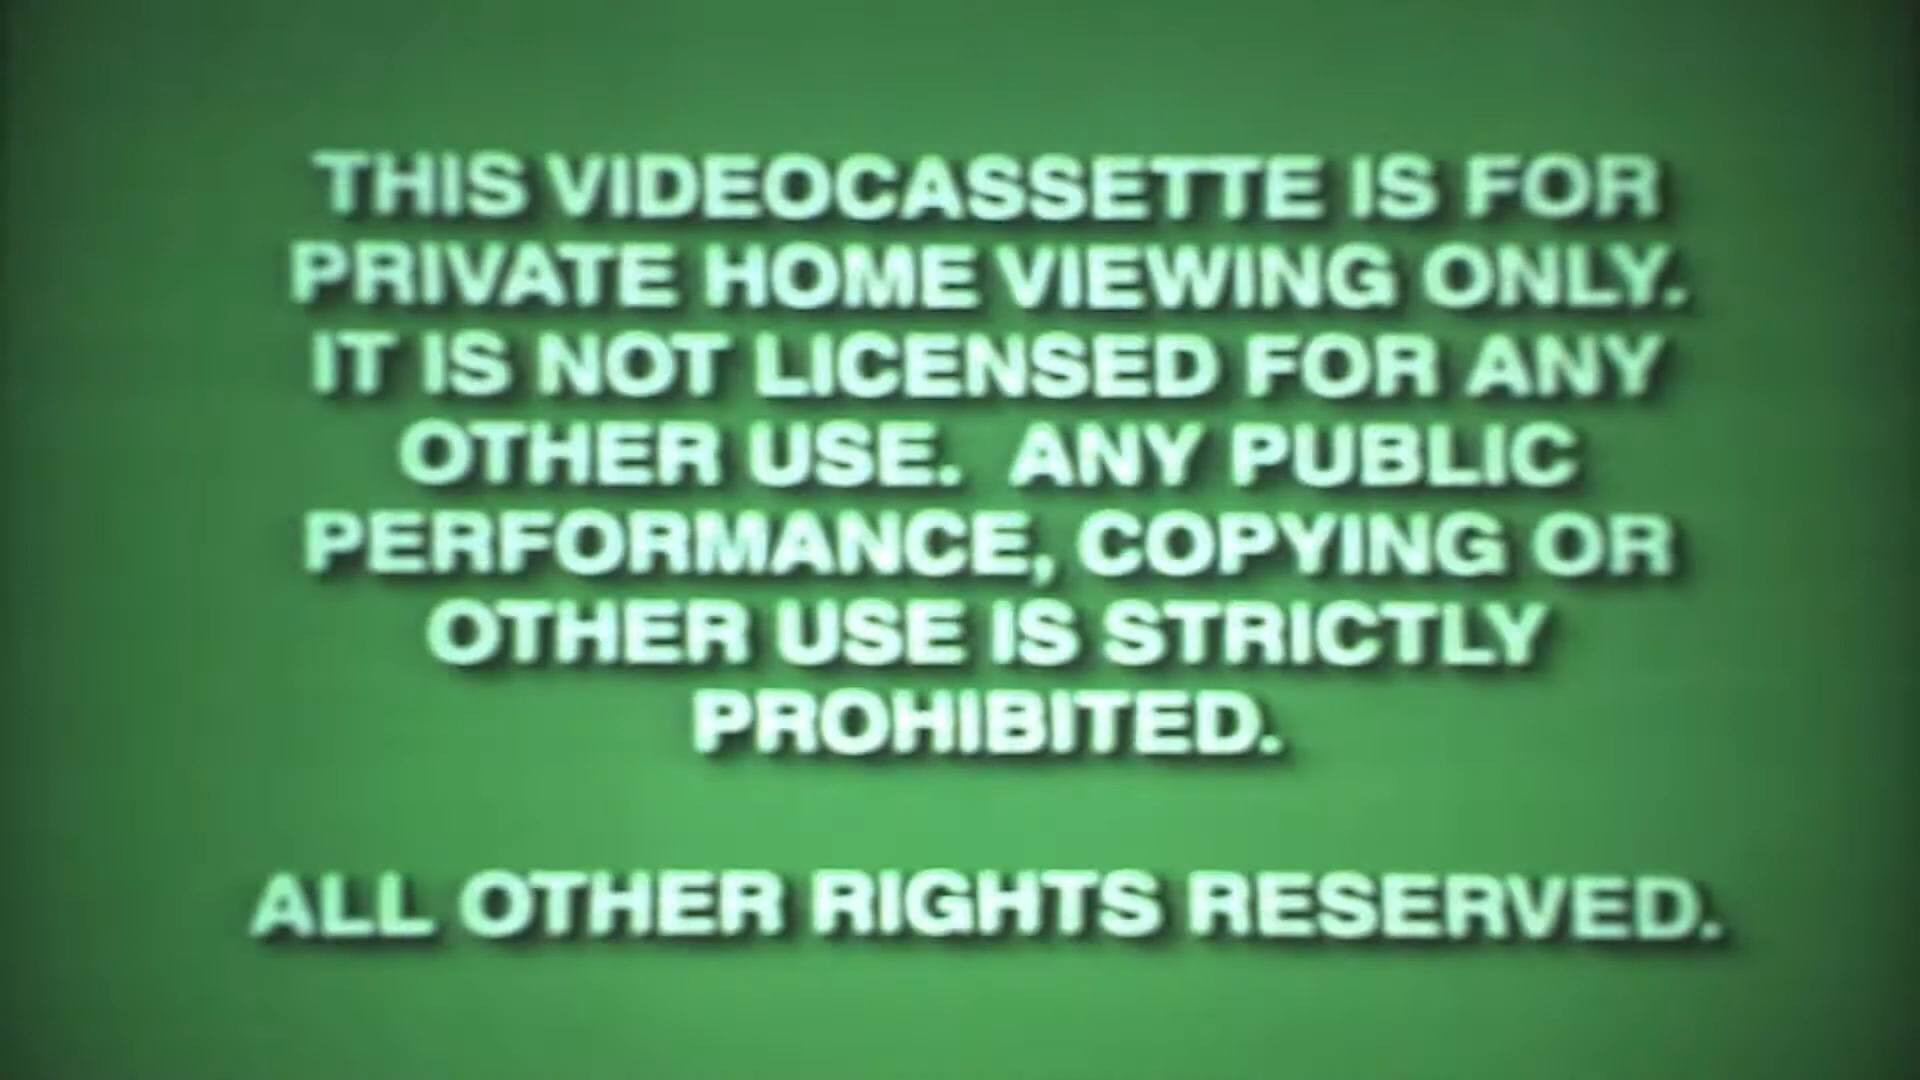 THIS VIDEOCASSETTE IS FOR
PRIVATE HOME VIEWING ONLY.
IT IS NOT LICENSED FOR ANY
OTHER USE.  ANY PUBLIC
PERFORMANCE, COPYING OR
OTHER USE IS STRICTLY
PROHIBITED.
ALL OTHER RIGHTS RESERVED.